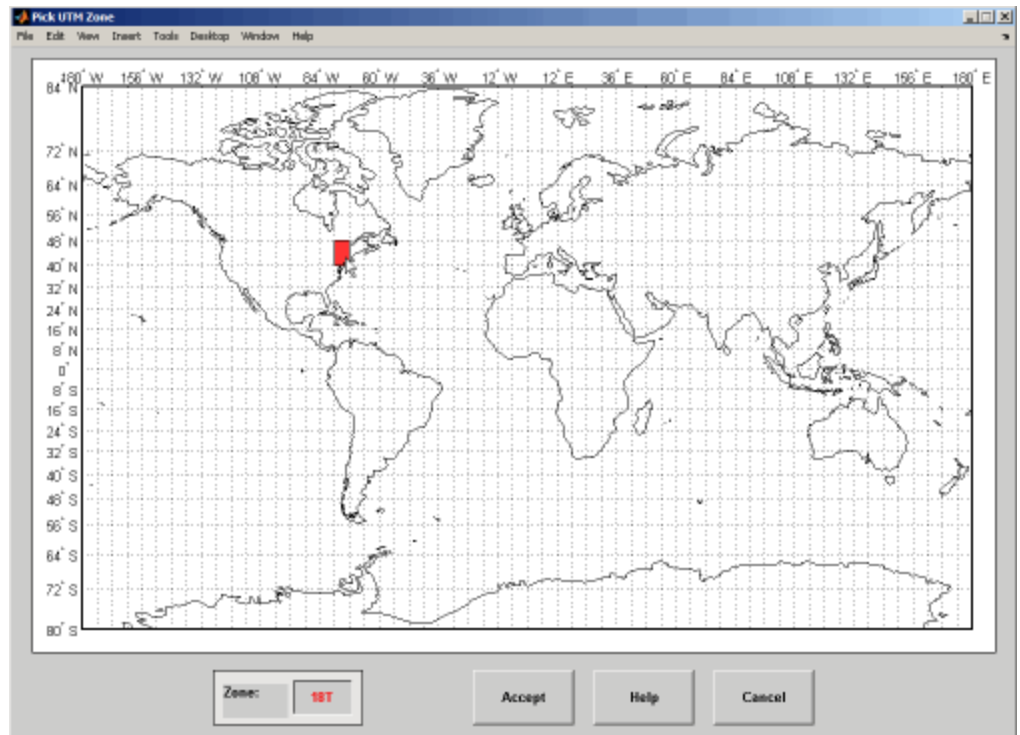 Pick UTM Zone
File Edit View Insert Tools Desktop Window Help
180° W 156° W 132° W 108° W 84° W 60° W 36° W 12° W 12° E 36° E 60° E 84° E 108° E 132° E 156° E 180° E
84° N
72° N
64° N
56° N
48° N
40° N
32° N
24° N
16° N
8° N
0°
8° S
16° S
24° S
32° S
40° S
48° S
56° S
64° S
72° S
80° S
Zone: 18T Accept Help Cancel